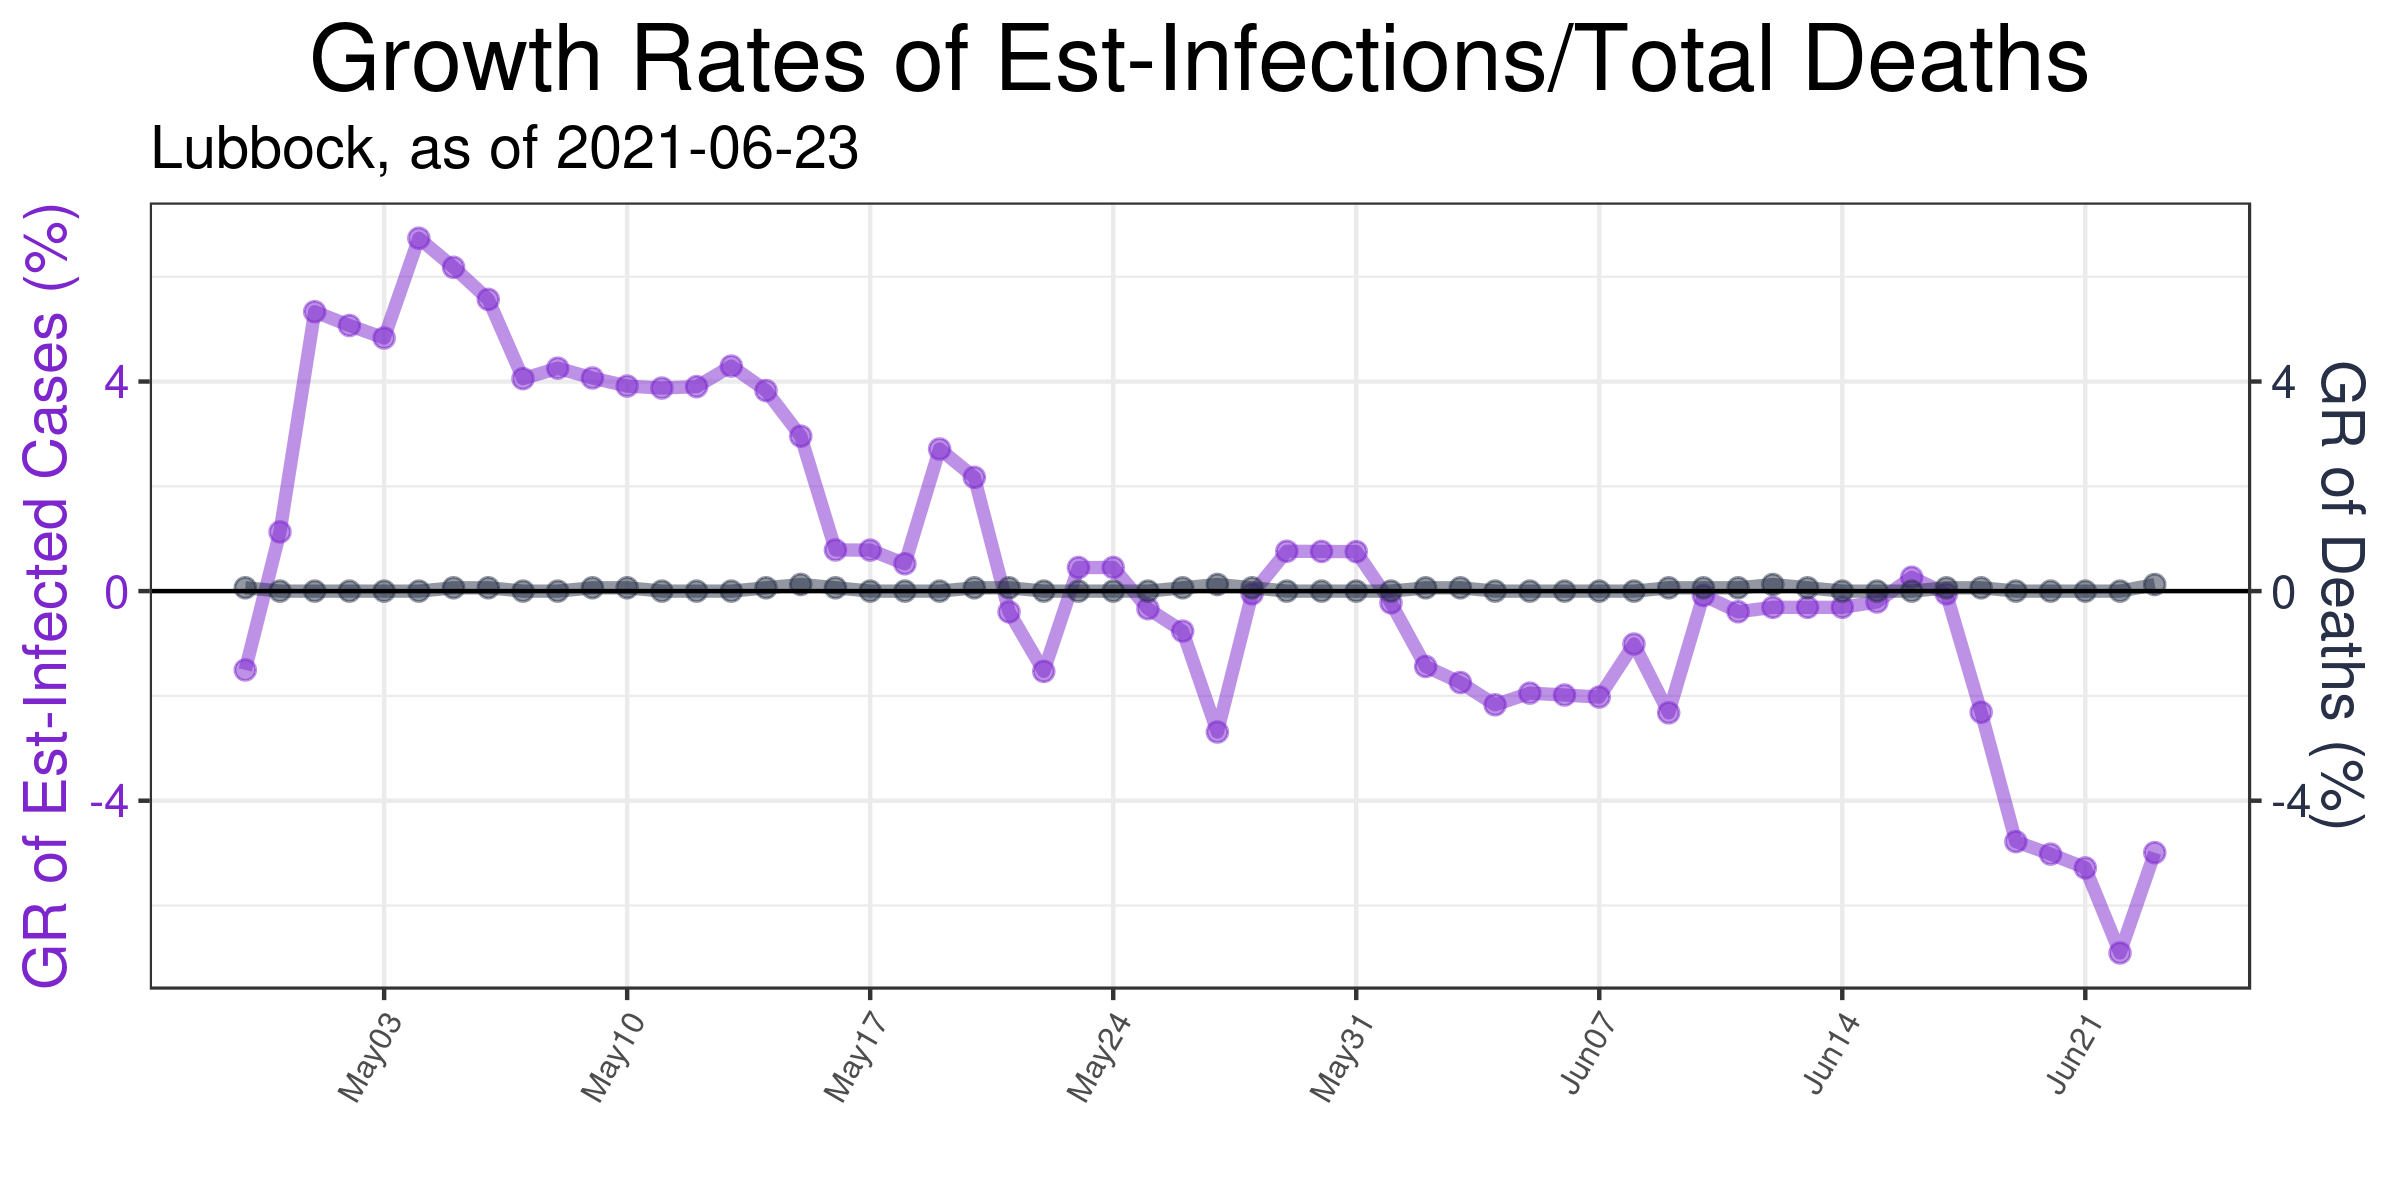 Growth Rates of Est-Infections/Total Deaths
Lubbock, as of 2021-06-23
GR of Est-Infected Cases (%)
4
0
-4
4
0
-4
GR of Deaths (%)
May03
May10
May17
May24
May31
Jun07
Jun14
Jun21